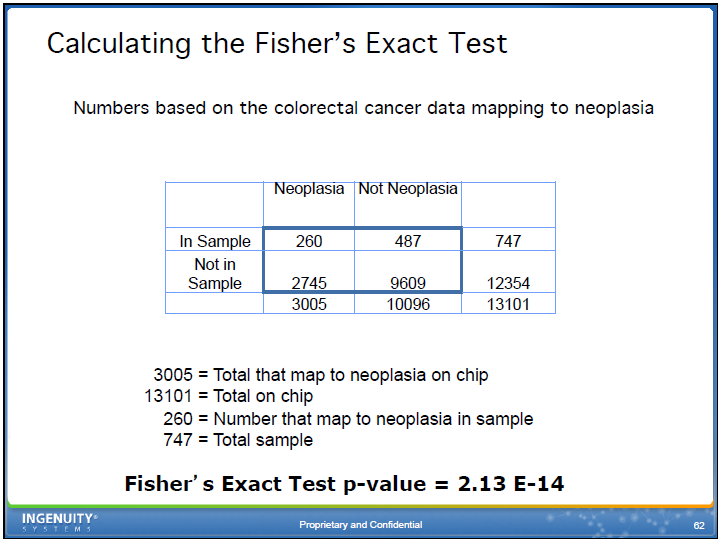 Calculating the Fisher’s Exact Test
Numbers based on the colorectal cancer data mapping to neoplasia
Neoplasia Not Neoplasia
In Sample 260 487 747
Not in
Sample 2745 9609 12354
3005 10096 13101
3005 = Total that map to neoplasia on chip
13101 = Total on chip
260 = Number that map to neoplasia in sample
747 = Total sample
Fisher’s Exact Test p-value = 2.13 E-14
INGENUITY®
SYSTEMS
Proprietary and Confidential
62